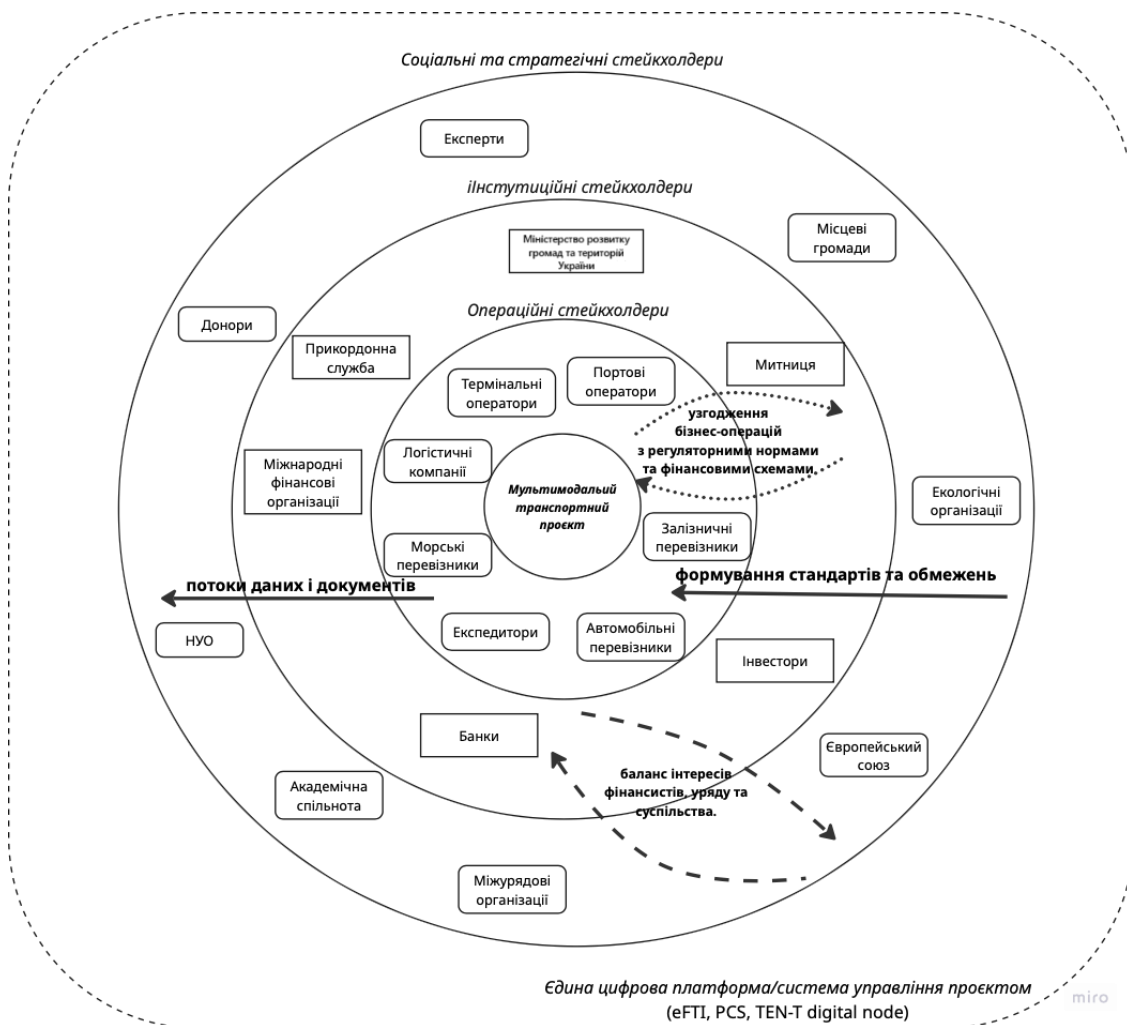 Соціальні та стратегічні стейкхолдери
Експерти
іІнстутиційні стейкхолдери
Місцеві
громади
Міністерство розвитку
громад та територій
України
Донори
Операційні стейкхолдери
Прикордонна
служба
Митниця
Термінальні
оператори
Портові
оператори
узгодження
бізнес-операцій
з регуляторними нормами
та фінансовими схемами
Логістичні
компанії
Міжнародні
фінансові
організації
Мультимодальий
транспортний
проєкт
Екологічні
організації
Морські
перевізники
Залізничні
перевізники
потоки даних і документів
формування стандартів та обмежень
НУО
Експедитори
Автомобільні
перевізники
Інвестори
Банки
Європейський
союз
баланс інтересів
фінансистів, уряду та
суспільства.
Академічна
спільнота
Міжурядові
організації
Єдина цифрова платформа/система управління проєктом
(eFTI, PCS, TEN-T digital node)
miro